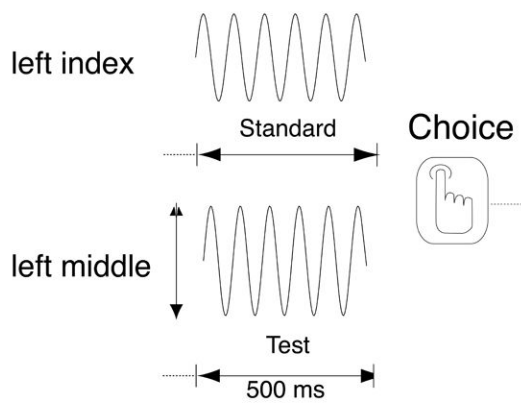 left index
Standard
Choice
left middle
Test
500 ms